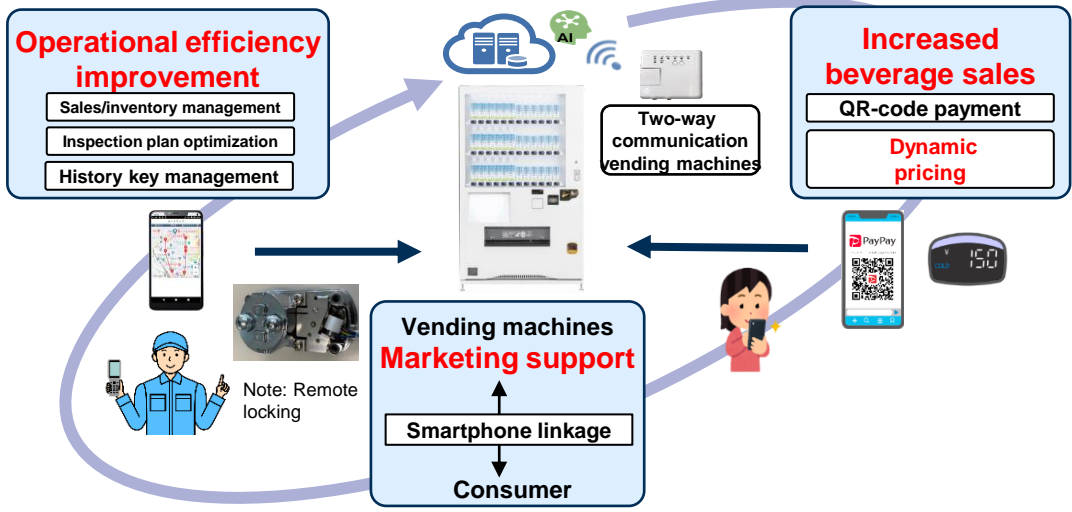 Operational efficiency
improvement
Sales/inventory management
Inspection plan optimization
History key management
AI
Two-way
communication
vending machines
Increased
beverage sales
QR-code payment
Dynamic
pricing
PayPay
¥ 150
COLD
Note: Remote
locking
Vending machines
Marketing support
Smartphone linkage
Consumer